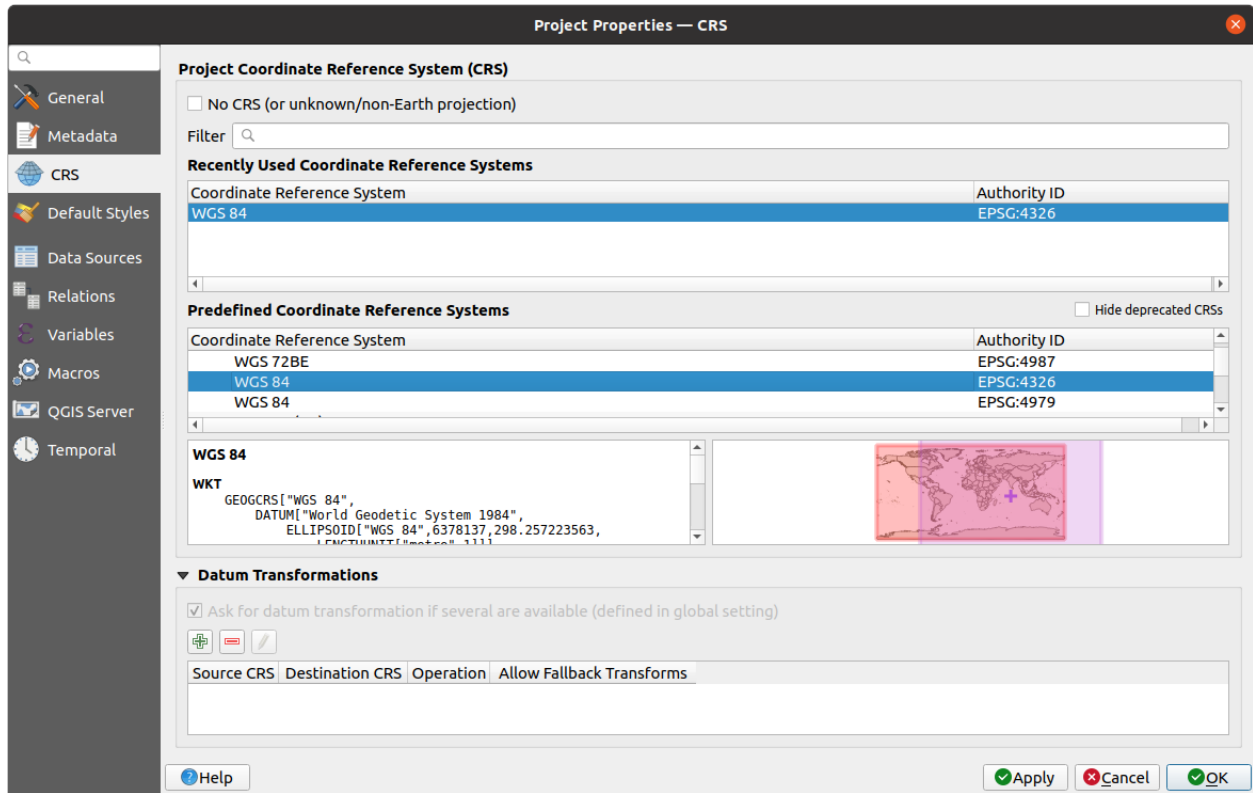 Project Properties — CRS
General
Metadata
CRS
Default Styles
Data Sources
Relations
Variables
Macros
QGIS Server
Temporal
Project Coordinate Reference System (CRS)
No CRS (or unknown/non-Earth projection)
Filter
Recently Used Coordinate Reference Systems
Coordinate Reference System Authority ID
WGS 84 EPSG:4326
Predefined Coordinate Reference Systems Hide deprecated CRSs
Coordinate Reference System Authority ID
WGS 72BE EPSG:4987
WGS 84 EPSG:4326
WGS 84 EPSG:4979
WGS 84
WKT
GEOGCRS["WGS 84",
DATUM["World Geodetic System 1984",
ELLIPSOID["WGS 84",6378137,298.257223563,
LENGTHUNIT["metre",1]]],
Datum Transformations
Ask for datum transformation if several are available (defined in global setting)
Source CRS Destination CRS Operation Allow Fallback Transforms
Help Apply Cancel OK